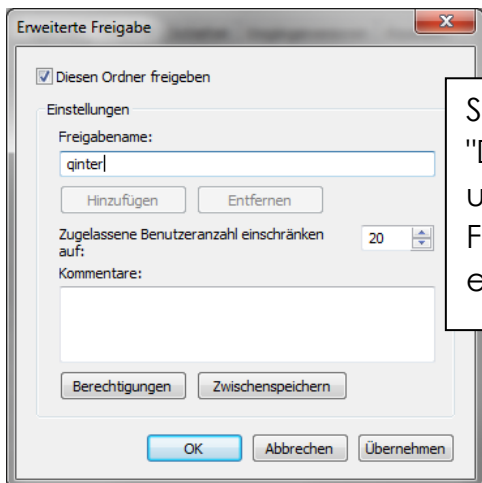 Erweiterte Freigabe
Diesen Ordner freigeben
Einstellungen
Freigabename:
qinter
Hinzufügen
Entfernen
Zugelassene Benutzeranzahl einschränken
auf:
20
Kommentare:
Berechtigungen
Zwischenspeichern
OK
Abbrechen
Übernehmen